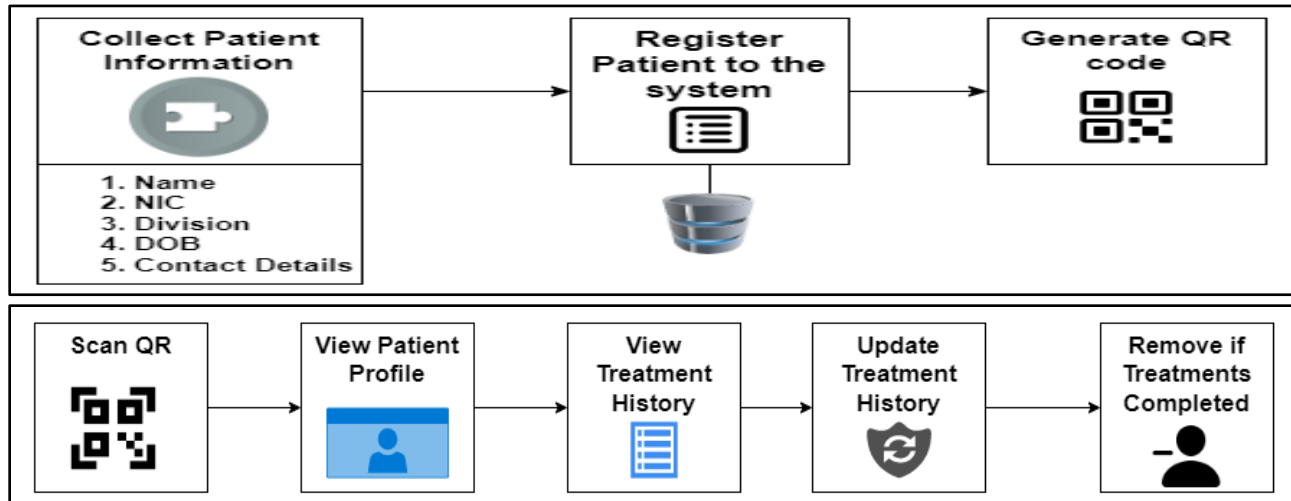 Collect Patient
Information
1. Name
2. NIC
3. Division
4. DOB
5. Contact Details
Register
Patient to the
system
Generate QR
code
Scan QR
View Patient
Profile
View
Treatment
History
Update
Treatment
History
Remove if
Treatments
Completed